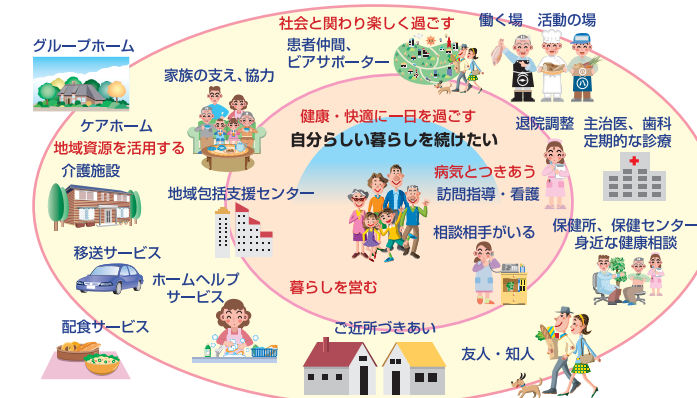 社会と関わり楽しく過ごす
働く場
活動の場
グループホーム
患者仲間、
ピアサポーター
家族の支え、協力
健康・快適に一日を過ごす
自分らしい暮らしを続けたい
ケアホーム
地域資源を活用する
介護施設
退院調整
主治医、歯科
定期的な診療
病気とつきあう
訪問指導・看護
地域包括支援センター
相談相手がいる
保健所、保健センター
身近な健康相談
移送サービス
ホームヘルプ
サービス
暮らしを営む
配食サービス
ご近所づきあい
友人・知人